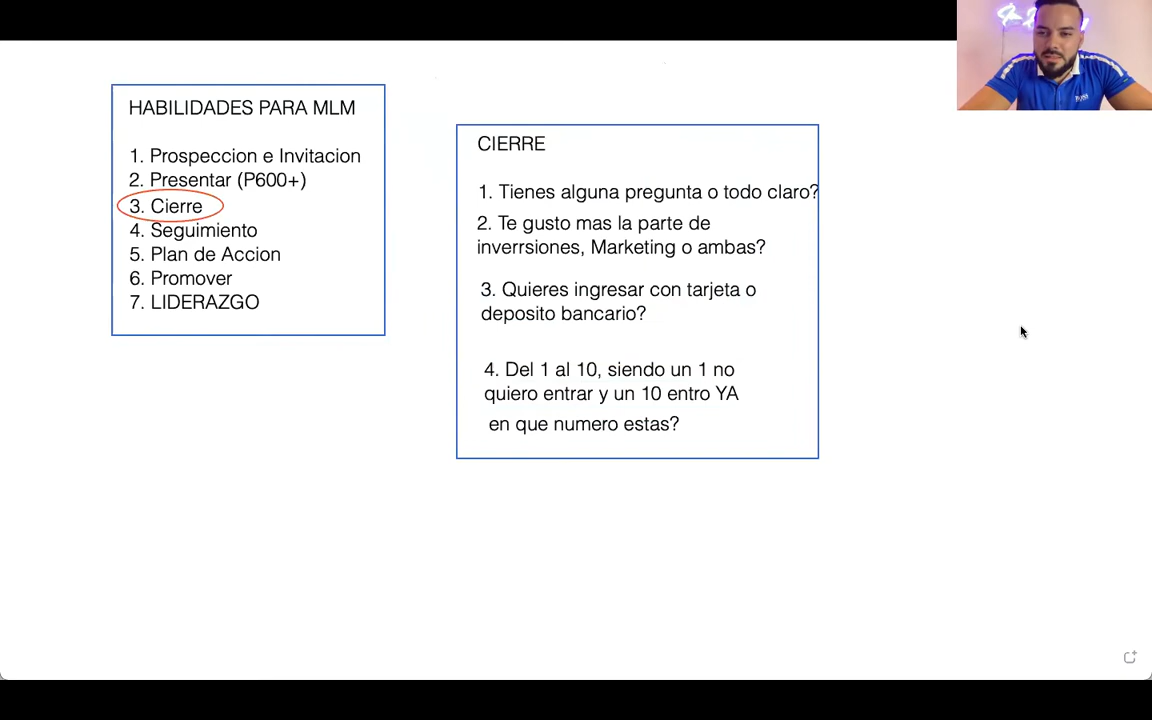 HABILIDADES PARA MLM
1. Prospeccion e Invitacion
2. Presentar (P600+)
3. Cierre
4. Seguimiento
5. Plan de Accion
6. Promover
7. LIDERAZGO
CIERRE
1. Tienes alguna pregunta o todo claro?
2. Te gusto mas la parte de
inverrsiones, Marketing o ambas?
3. Quieres ingresar con tarjeta o
deposito bancario?
4. Del 1 al 10, siendo un 1 no
quiero entrar y un 10 entro YA
en que numero estas?